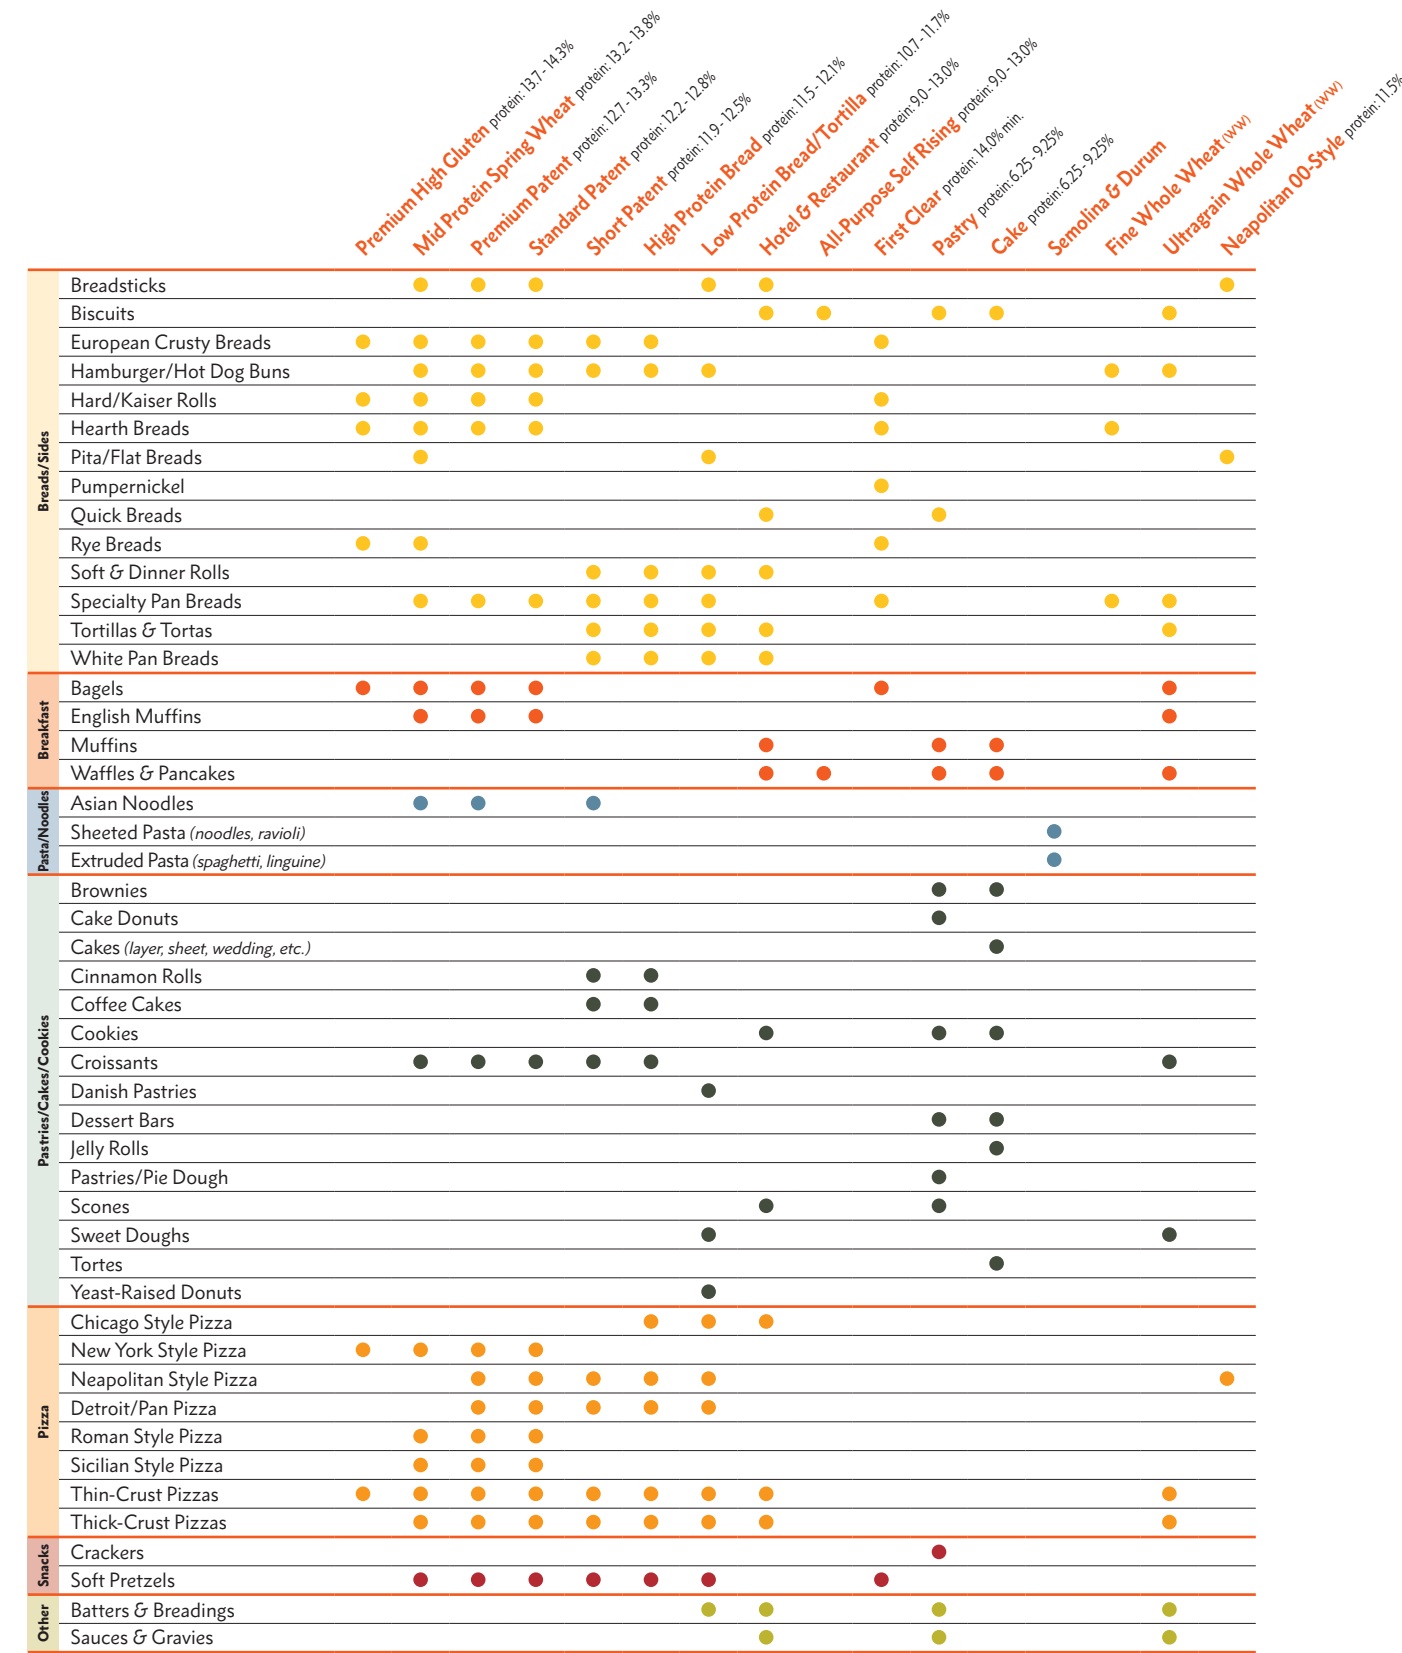 Premium High Gluten protein: 13.7 - 14.3%
Mid Protein Spring Wheat protein: 13.2 - 13.8%
Premium Patent protein: 12.7 - 13.3%
Standard Patent protein: 12.2 - 12.8%
Short Patent protein: 11.9 - 12.5%
High Protein Bread protein: 11.5 - 12.1%
Low Protein Bread/Tortilla protein: 10.7 - 11.7%
Hotel & Restaurant protein: 9.0 - 13.0%
All-Purpose Self Rising protein: 9.0 - 13.0%
First Clear protein: 14.0% min.
Pastry protein: 6.25 - 9.25%
Cake protein: 6.25 - 9.25%
Semolina & Durum
Fine Whole Wheat (WW)
Ultragrain Whole Wheat (WW)
Neapolitan 00-Style protein: 11.5%
Breads/Sides
Breadsticks
Biscuits
European Crusty Breads
Hamburger/Hot Dog Buns
Hard/Kaiser Rolls
Hearth Breads
Pita/Flat Breads
Pumpernickel
Quick Breads
Rye Breads
Soft & Dinner Rolls
Specialty Pan Breads
Tortillas & Tortas
White Pan Breads
Breakfast
Bagels
English Muffins
Muffins
Waffles & Pancakes
Pasta/Noodles
Asian Noodles
Sheeted Pasta (noodles, ravioli)
Extruded Pasta (spaghetti, linguine)
Pastries/Cakes/Cookies
Brownies
Cake Donuts
Cakes (layer, sheet, wedding, etc.)
Cinnamon Rolls
Coffee Cakes
Cookies
Croissants
Danish Pastries
Dessert Bars
Jelly Rolls
Pastries/Pie Dough
Scones
Sweet Doughs
Tortes
Yeast-Raised Donuts
Pizza
Chicago Style Pizza
New York Style Pizza
Neapolitan Style Pizza
Detroit/Pan Pizza
Roman Style Pizza
Sicilian Style Pizza
Thin-Crust Pizzas
Thick-Crust Pizzas
Snacks
Crackers
Soft Pretzels
Other
Batters & Breadings
Sauces & Gravies